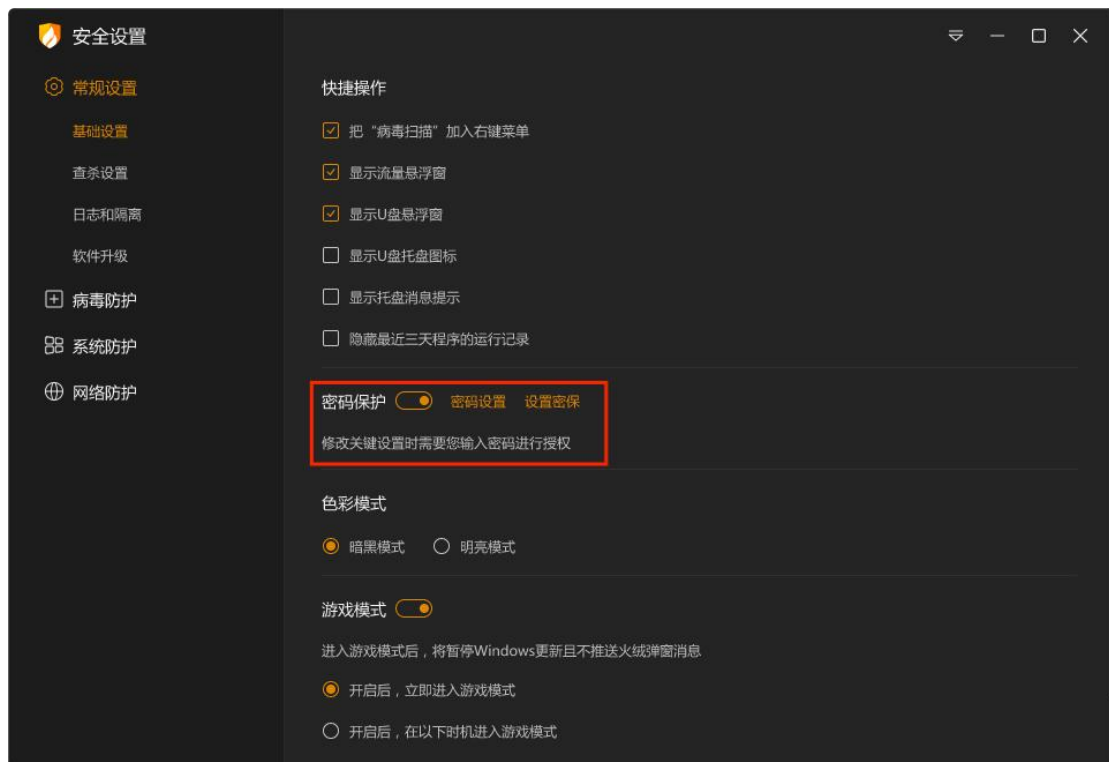 安全设置
常规设置
基础设置
查杀设置
日志和隔离
软件升级
病毒防护
系统防护
网络防护
快捷操作
把“病毒扫描”加入右键菜单
显示流量悬浮窗
显示U盘悬浮窗
显示U盘托盘图标
显示托盘消息提示
隐藏最近三天程序的运行记录
密码保护 密码设置 设置密保
修改关键设置时需要您输入密码进行授权
色彩模式
暗黑模式 明亮模式
游戏模式
进入游戏模式后，将暂停Windows更新且不推送火绒弹窗消息
开启后，立即进入游戏模式
开启后，在以下时机进入游戏模式